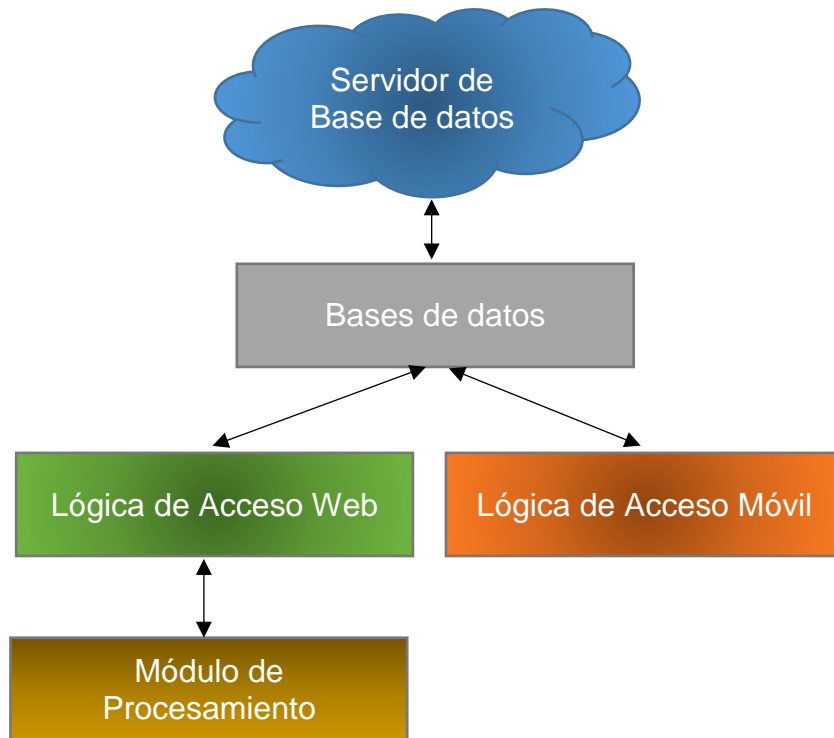 Servidor de
Base de datos
Bases de datos
Lógica de Acceso Web
Lógica de Acceso Móvil
Módulo de
Procesamiento